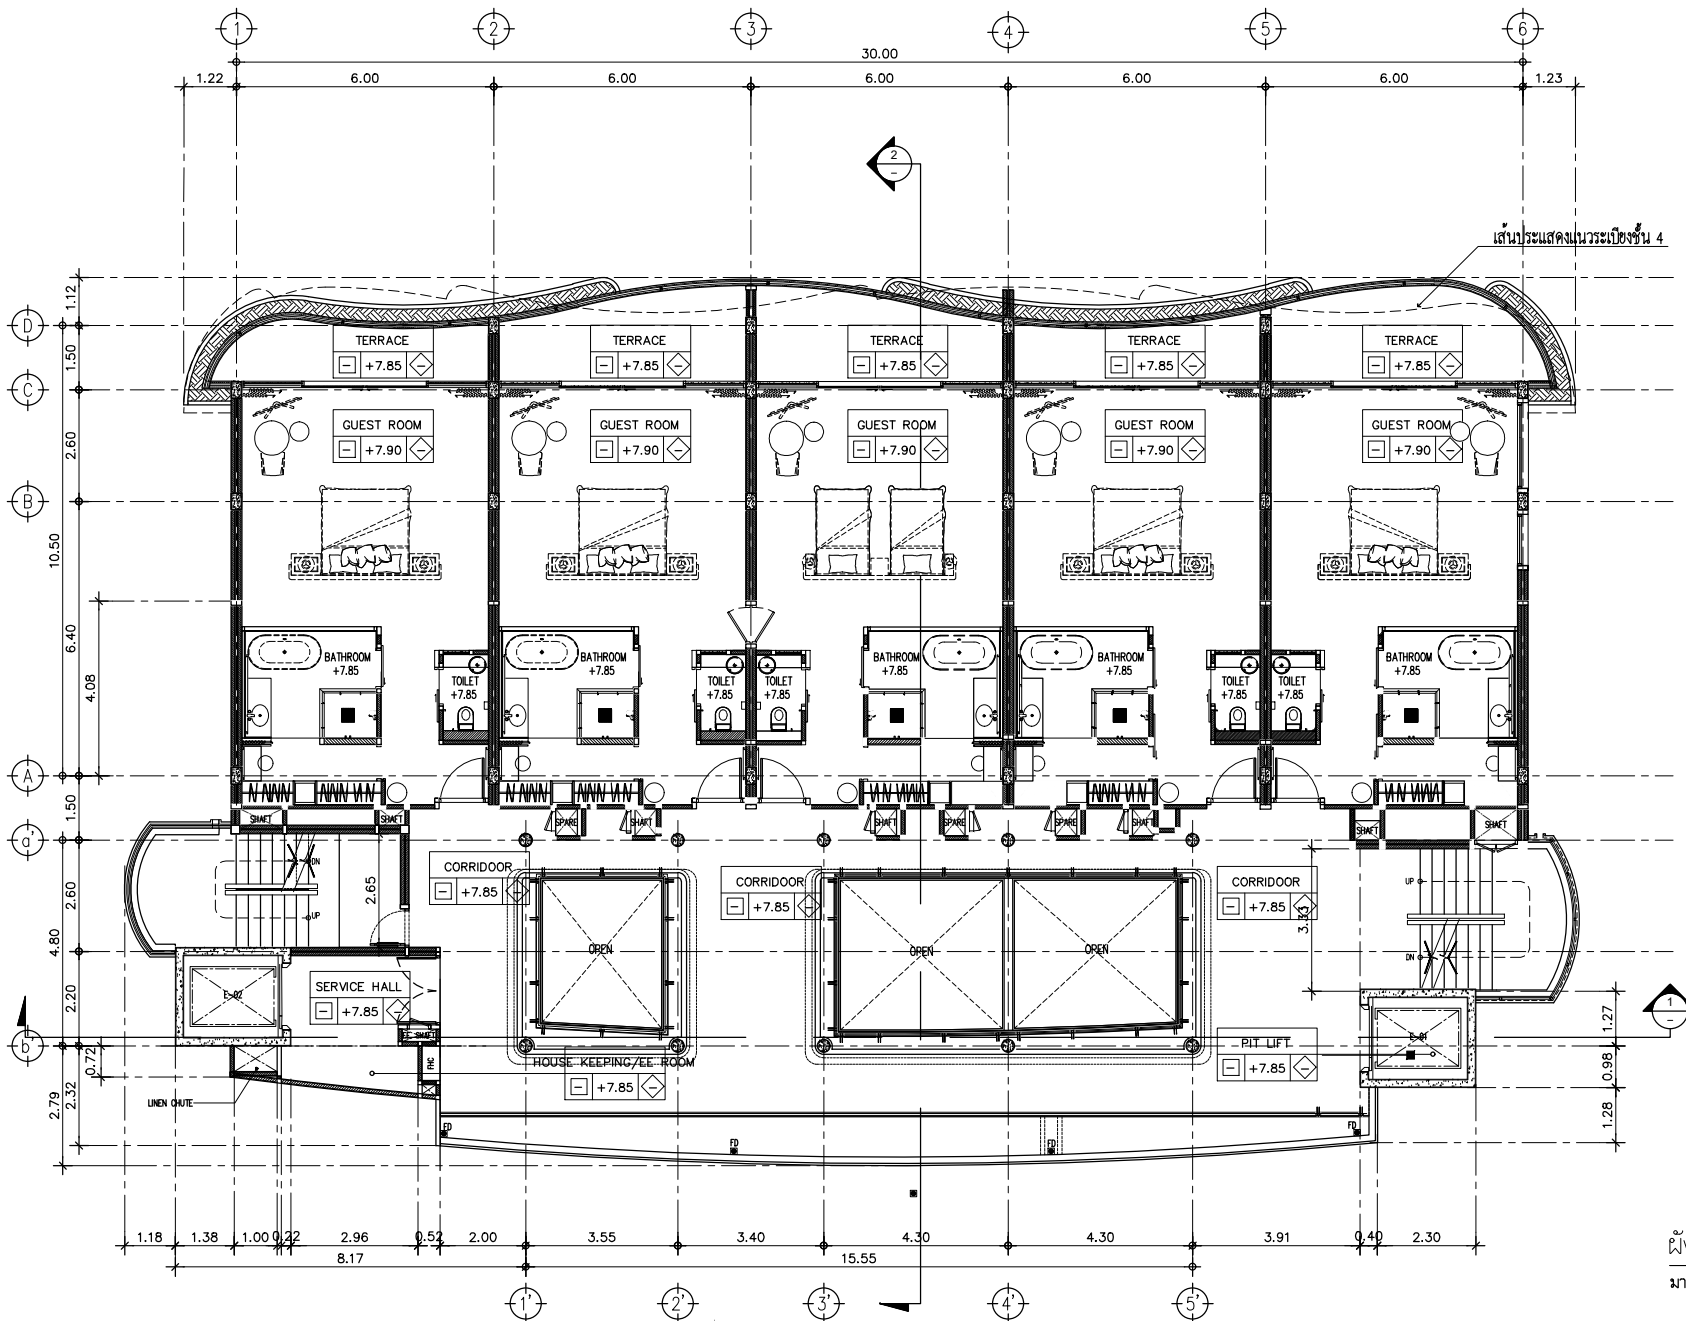 1 2 3 4 5 6
30.00
1.22 6.00 6.00 6.00 6.00 6.00 1.23
2
-
เส้นประแสดงแนวระเบียงชั้น 4
1.12
D
TERRACE TERRACE TERRACE TERRACE TERRACE
+7.85 +7.85 +7.85 +7.85 +7.85
1.50
C
GUEST ROOM GUEST ROOM GUEST ROOM GUEST ROOM GUEST ROOM
+7.90 +7.90 +7.90 +7.90 +7.90
2.60
B
10.50
6.40
4.08
BATHROOM TOILET BATHROOM TOILET TOILET BATHROOM BATHROOM TOILET TOILET BATHROOM
+7.85 +7.85 +7.85 +7.85 +7.85 +7.85 +7.85 +7.85 +7.85 +7.85
A
1.50
SHAFT SHAFT SPARE SHAFT SHAFT SPARE SPARE SHAFT SHAFT SHAFT
a'
DN
UP
2.65
2.60
CORRIDOOR CORRIDOOR CORRIDOOR
+7.85 +7.85 +7.85
3.33
UP
DN
4.80
OPEN OPEN OPEN
2.20
E-02
SERVICE HALL
+7.85
SHAFT
1
-
1.27
b'
0.72
FHC
HOUSE KEEPING/EE ROOM
+7.85
PIT LIFT
+7.85
E-01
0.98
LINEN CHUTE
2.79 2.32
1.28
FD FD FD FD
1.18 1.38 1.00 0.22 2.96 0.52 2.00 3.55 3.40 4.30 4.30 3.91 0.40 2.30
8.17 15.55
1' 2' 3' 4' 5'